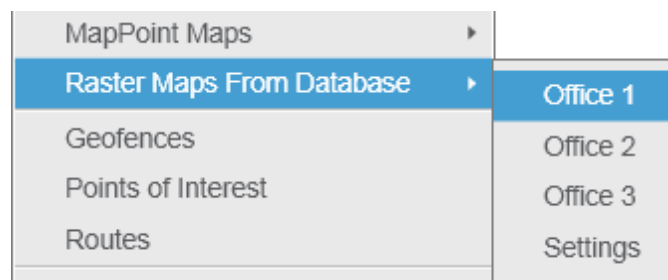 MapPoint Maps
Raster Maps From Database
Geofences
Points of Interest
Routes
Office 1
Office 2
Office 3
Settings